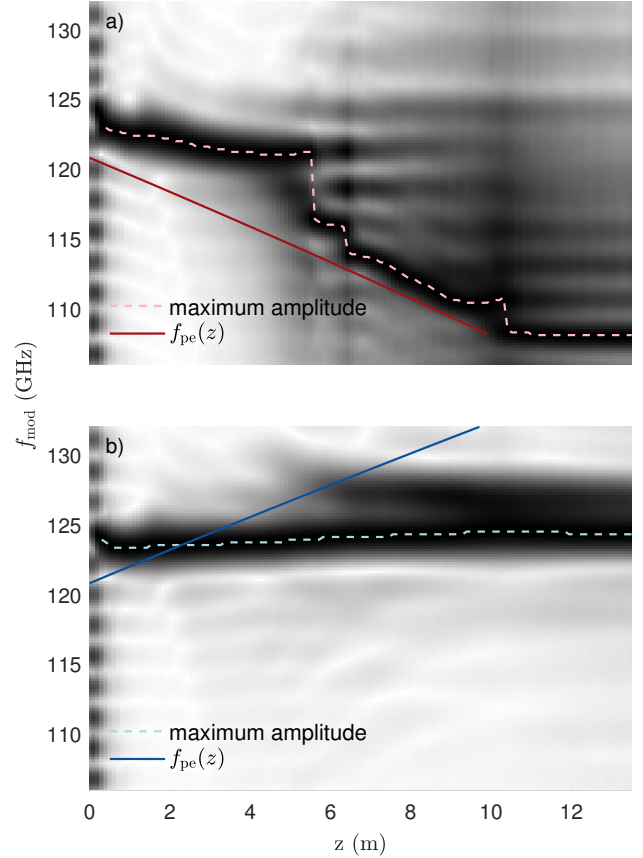 a)
130
125
120
115
110
maximum amplitude
f_pe(z)
f_mod (GHz)
b)
130
125
120
115
110
maximum amplitude
f_pe(z)
0 2 4 6 8 10 12
z (m)